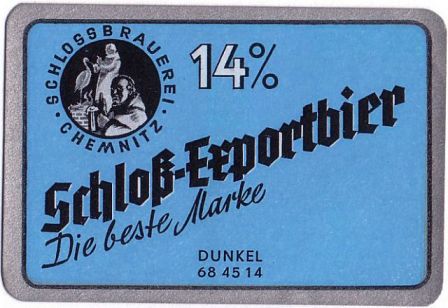 · SCHLOSSBRAUEREI ·
CHEMNITZ
14%
Schloß-Exportbier
Die beste Marke
DUNKEL
68 45 14